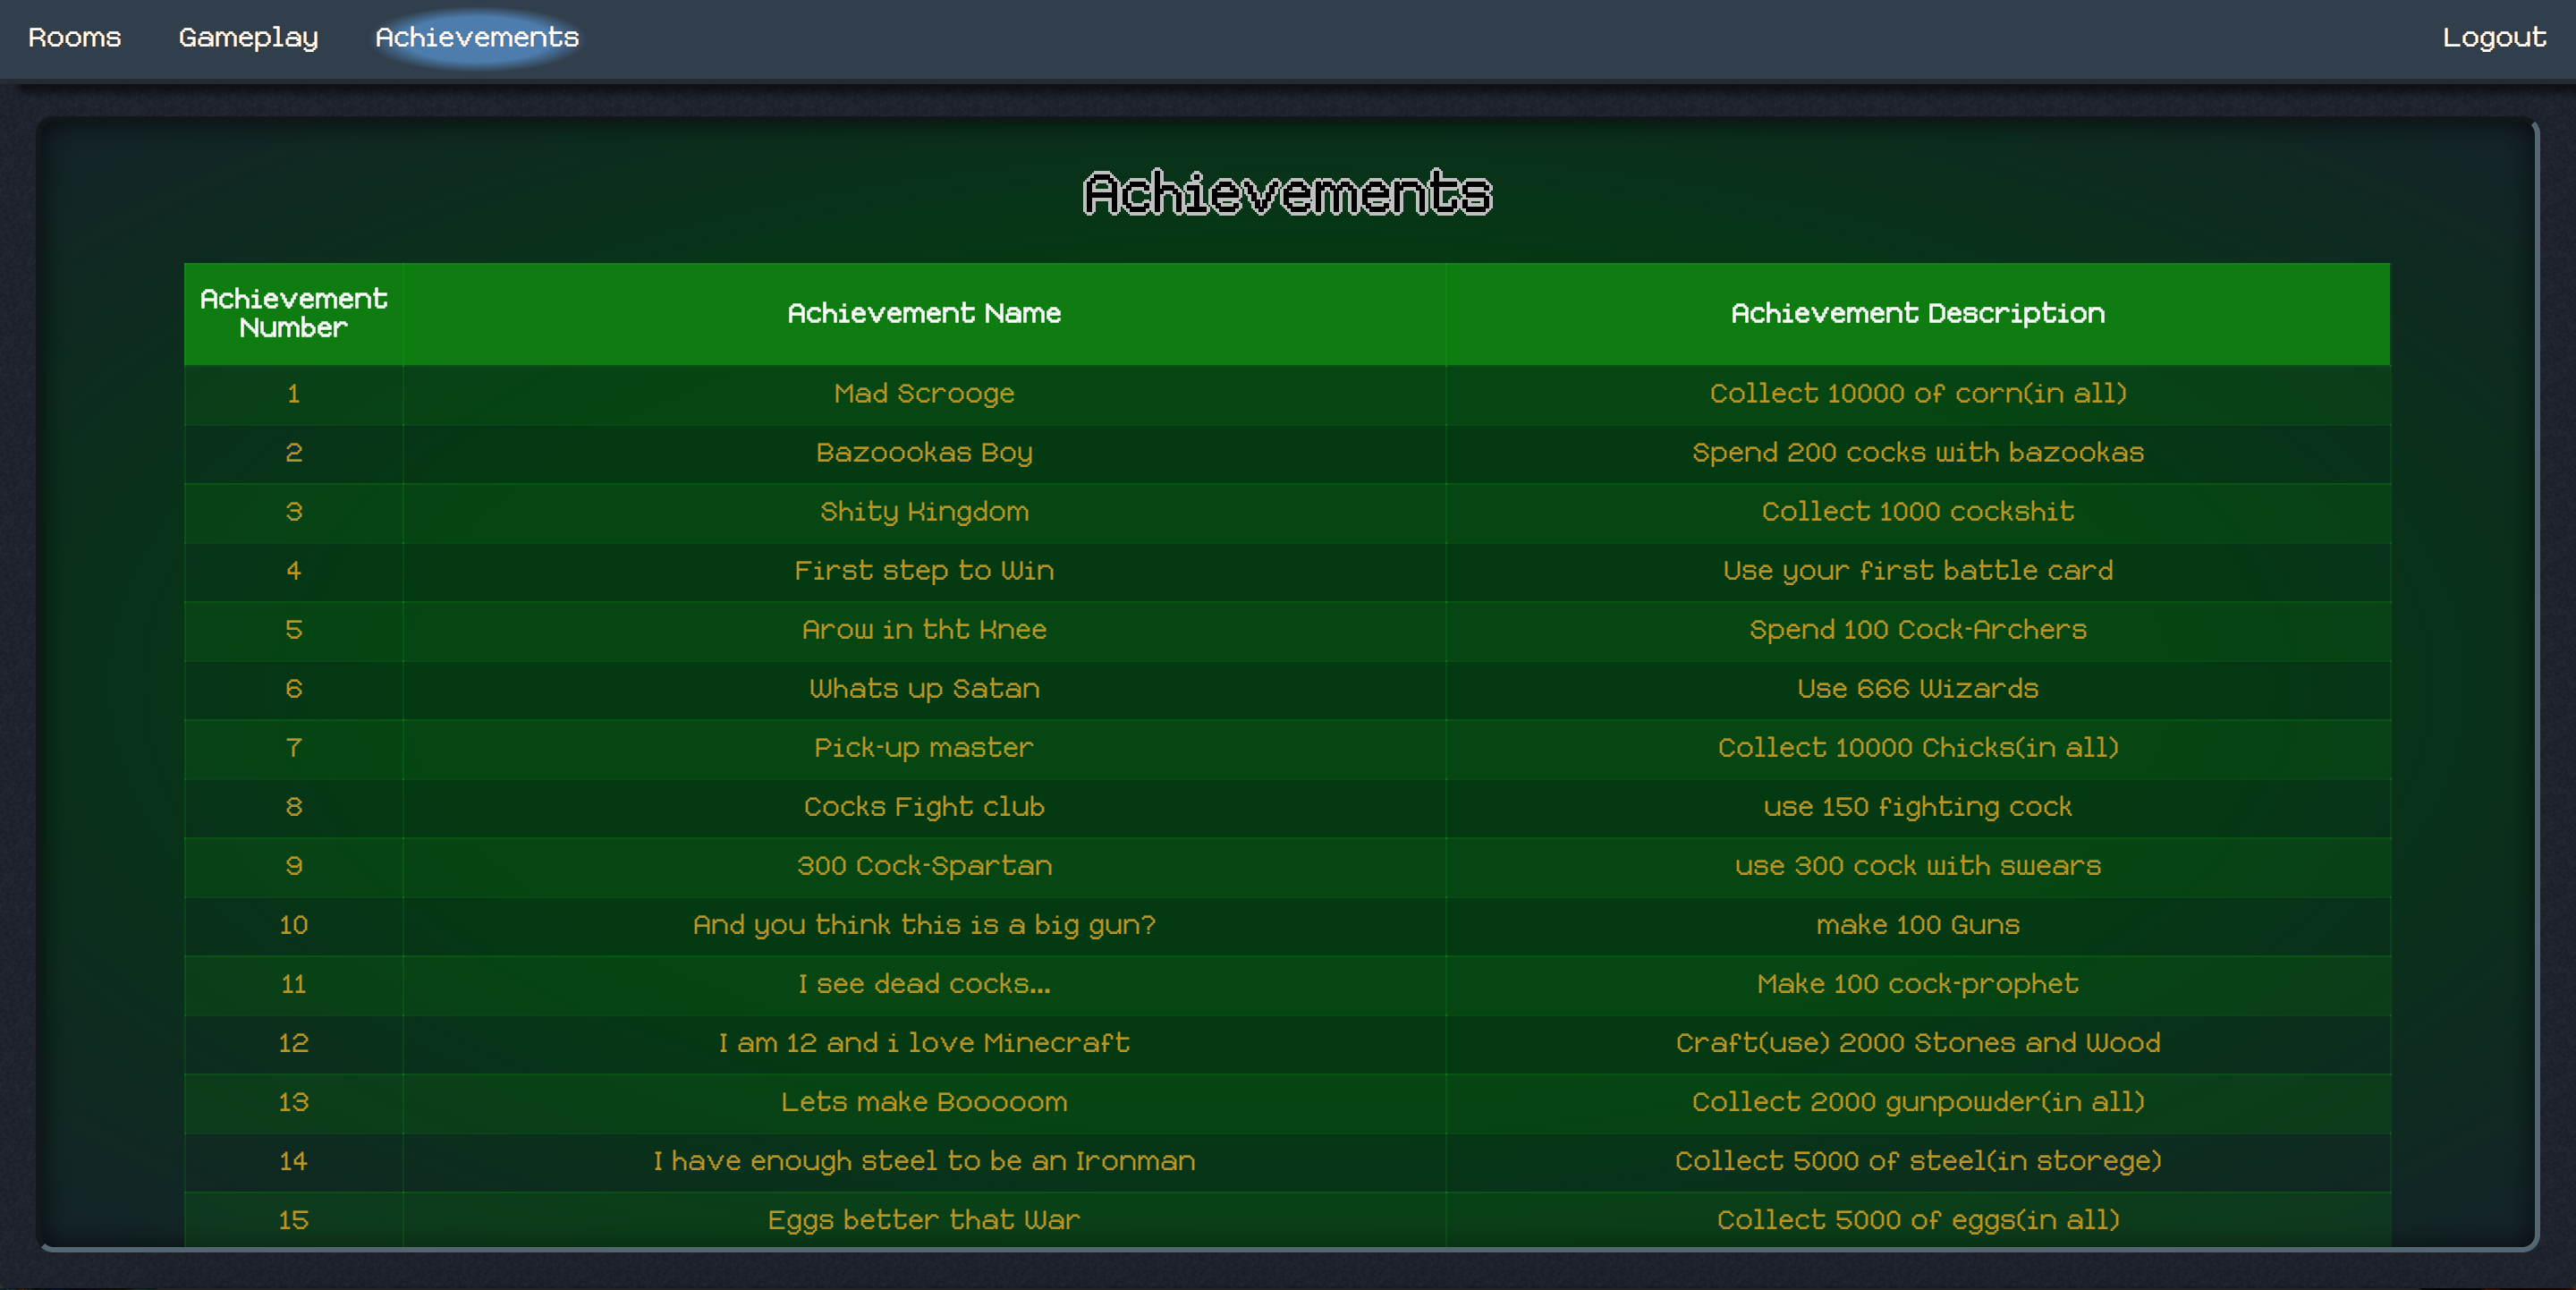 Rooms Gameplay Achievements Logout
Achievements
Achievement Number Achievement Name Achievement Description
1 Mad Scrooge Collect 10000 of corn(in all)
2 Bazoookas Boy Spend 200 cocks with bazookas
3 Shity Kingdom Collect 1000 cockshit
4 First step to Win Use your first battle card
5 Arow in tht Knee Spend 100 Cock-Archers
6 Whats up Satan Use 666 Wizards
7 Pick-up master Collect 10000 Chicks(in all)
8 Cocks Fight club use 150 fighting cock
9 300 Cock-Spartan use 300 cock with swears
10 And you think this is a big gun? make 100 Guns
11 I see dead cocks... Make 100 cock-prophet
12 I am 12 and i love Minecraft Craft(use) 2000 Stones and Wood
13 Lets make Booooom Collect 2000 gunpowder(in all)
14 I have enough steel to be an Ironman Collect 5000 of steel(in storege)
15 Eggs better that War Collect 5000 of eggs(in all)